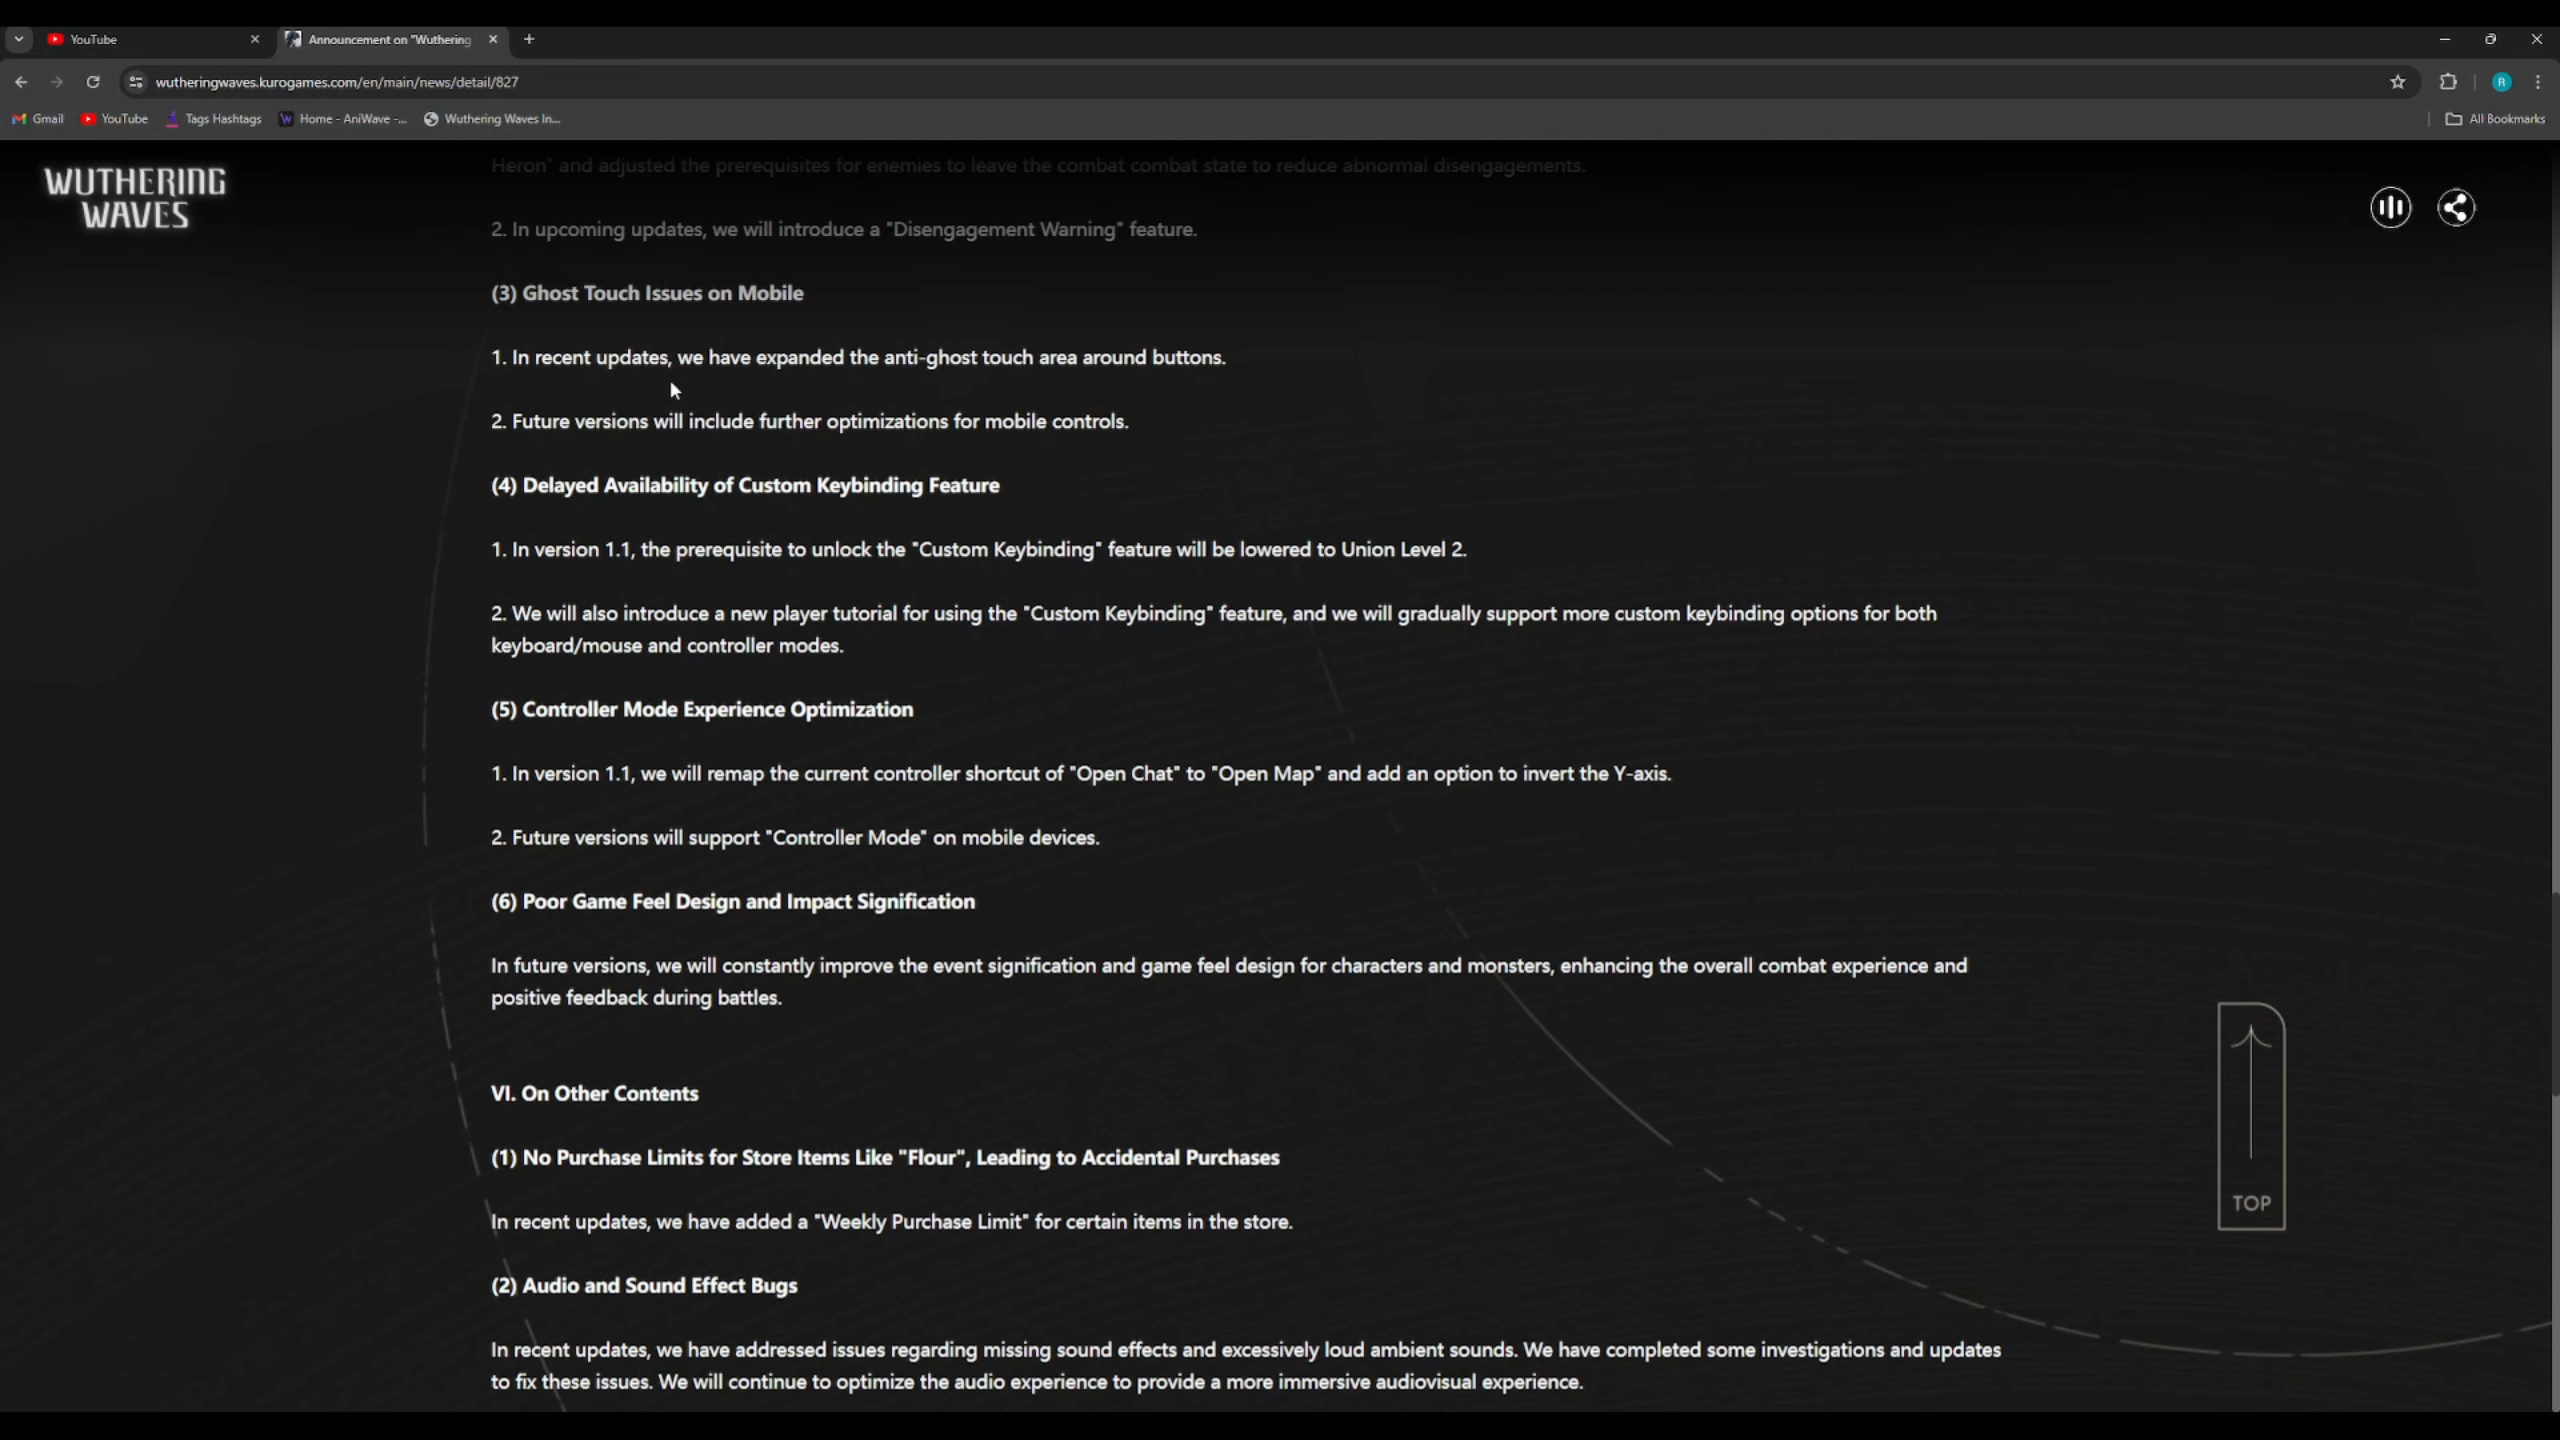 YouTube
Announcement on "Wuthering
wutheringwaves.kurogames.com/en/main/news/detail/827
R
Gmail
YouTube
Tags Hashtags
Home - AniWave -...
Wuthering Waves In...
All Bookmarks
WUTHERING
WAVES
Heron" and adjusted the prerequisites for enemies to leave the combat combat state to reduce abnormal disengagements.
2. In upcoming updates, we will introduce a "Disengagement Warning" feature.
(3) Ghost Touch Issues on Mobile
1. In recent updates, we have expanded the anti-ghost touch area around buttons.
2. Future versions will include further optimizations for mobile controls.
(4) Delayed Availability of Custom Keybinding Feature
1. In version 1.1, the prerequisite to unlock the "Custom Keybinding" feature will be lowered to Union Level 2.
2. We will also introduce a new player tutorial for using the "Custom Keybinding" feature, and we will gradually support more custom keybinding options for both
keyboard/mouse and controller modes.
(5) Controller Mode Experience Optimization
1. In version 1.1, we will remap the current controller shortcut of "Open Chat" to "Open Map" and add an option to invert the Y-axis.
2. Future versions will support "Controller Mode" on mobile devices.
(6) Poor Game Feel Design and Impact Signification
In future versions, we will constantly improve the event signification and game feel design for characters and monsters, enhancing the overall combat experience and
positive feedback during battles.
VI. On Other Contents
(1) No Purchase Limits for Store Items Like "Flour", Leading to Accidental Purchases
In recent updates, we have added a "Weekly Purchase Limit" for certain items in the store.
(2) Audio and Sound Effect Bugs
In recent updates, we have addressed issues regarding missing sound effects and excessively loud ambient sounds. We have completed some investigations and updates
to fix these issues. We will continue to optimize the audio experience to provide a more immersive audiovisual experience.
TOP